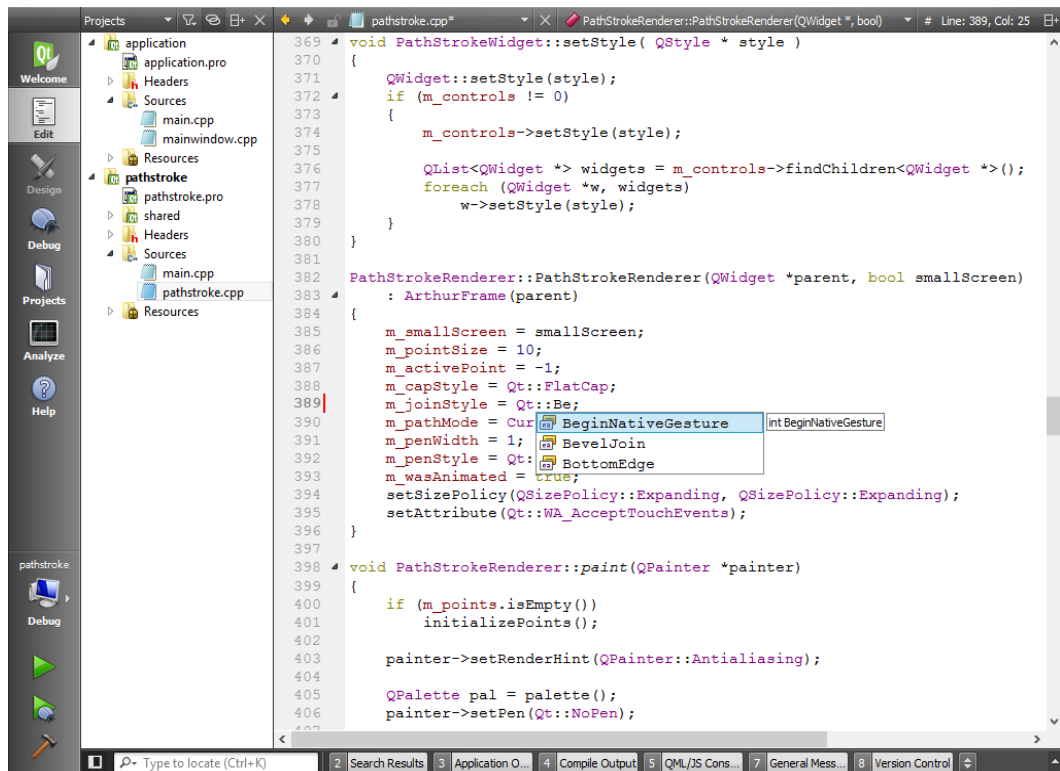 Projects
pathstroke.cpp*
PathStrokeRenderer::PathStrokeRenderer(QWidget *, bool)
# Line: 389, Col: 25
Welcome
Edit
Design
Debug
Projects
Analyze
Help
pathstroke
Debug
application
application.pro
Headers
Sources
main.cpp
mainwindow.cpp
Resources
pathstroke
pathstroke.pro
shared
Headers
Sources
main.cpp
pathstroke.cpp
Resources
369 void PathStrokeWidget::setStyle( QStyle * style )
370 {
371     QWidget::setStyle(style);
372     if (m_controls != 0)
373     {
374         m_controls->setStyle(style);
375
376         QList<QWidget *> widgets = m_controls->findChildren<QWidget *>();
377         foreach (QWidget *w, widgets)
378             w->setStyle(style);
379     }
380 }
381
382 PathStrokeRenderer::PathStrokeRenderer(QWidget *parent, bool smallScreen)
383     : ArthurFrame(parent)
384 {
385     m_smallScreen = smallScreen;
386     m_pointSize = 10;
387     m_activePoint = -1;
388     m_capStyle = Qt::FlatCap;
389     m_joinStyle = Qt::Be;
390     m_pathMode = Cur
391     m_penWidth = 1;
392     m_penStyle = Qt:
393     m_wasAnimated = true;
394     setSizePolicy(QSizePolicy::Expanding, QSizePolicy::Expanding);
395     setAttribute(Qt::WA_AcceptTouchEvents);
396 }
397
398 void PathStrokeRenderer::paint(QPainter *painter)
399 {
400     if (m_points.isEmpty())
401         initializePoints();
402
403     painter->setRenderHint(QPainter::Antialiasing);
404
405     QPalette pal = palette();
406     painter->setPen(Qt::NoPen);
407
BeginNativeGesture
BevelJoin
BottomEdge
int BeginNativeGesture
Type to locate (Ctrl+K)
2 Search Results
3 Application O...
4 Compile Output
5 QML/JS Cons...
7 General Mess...
8 Version Control